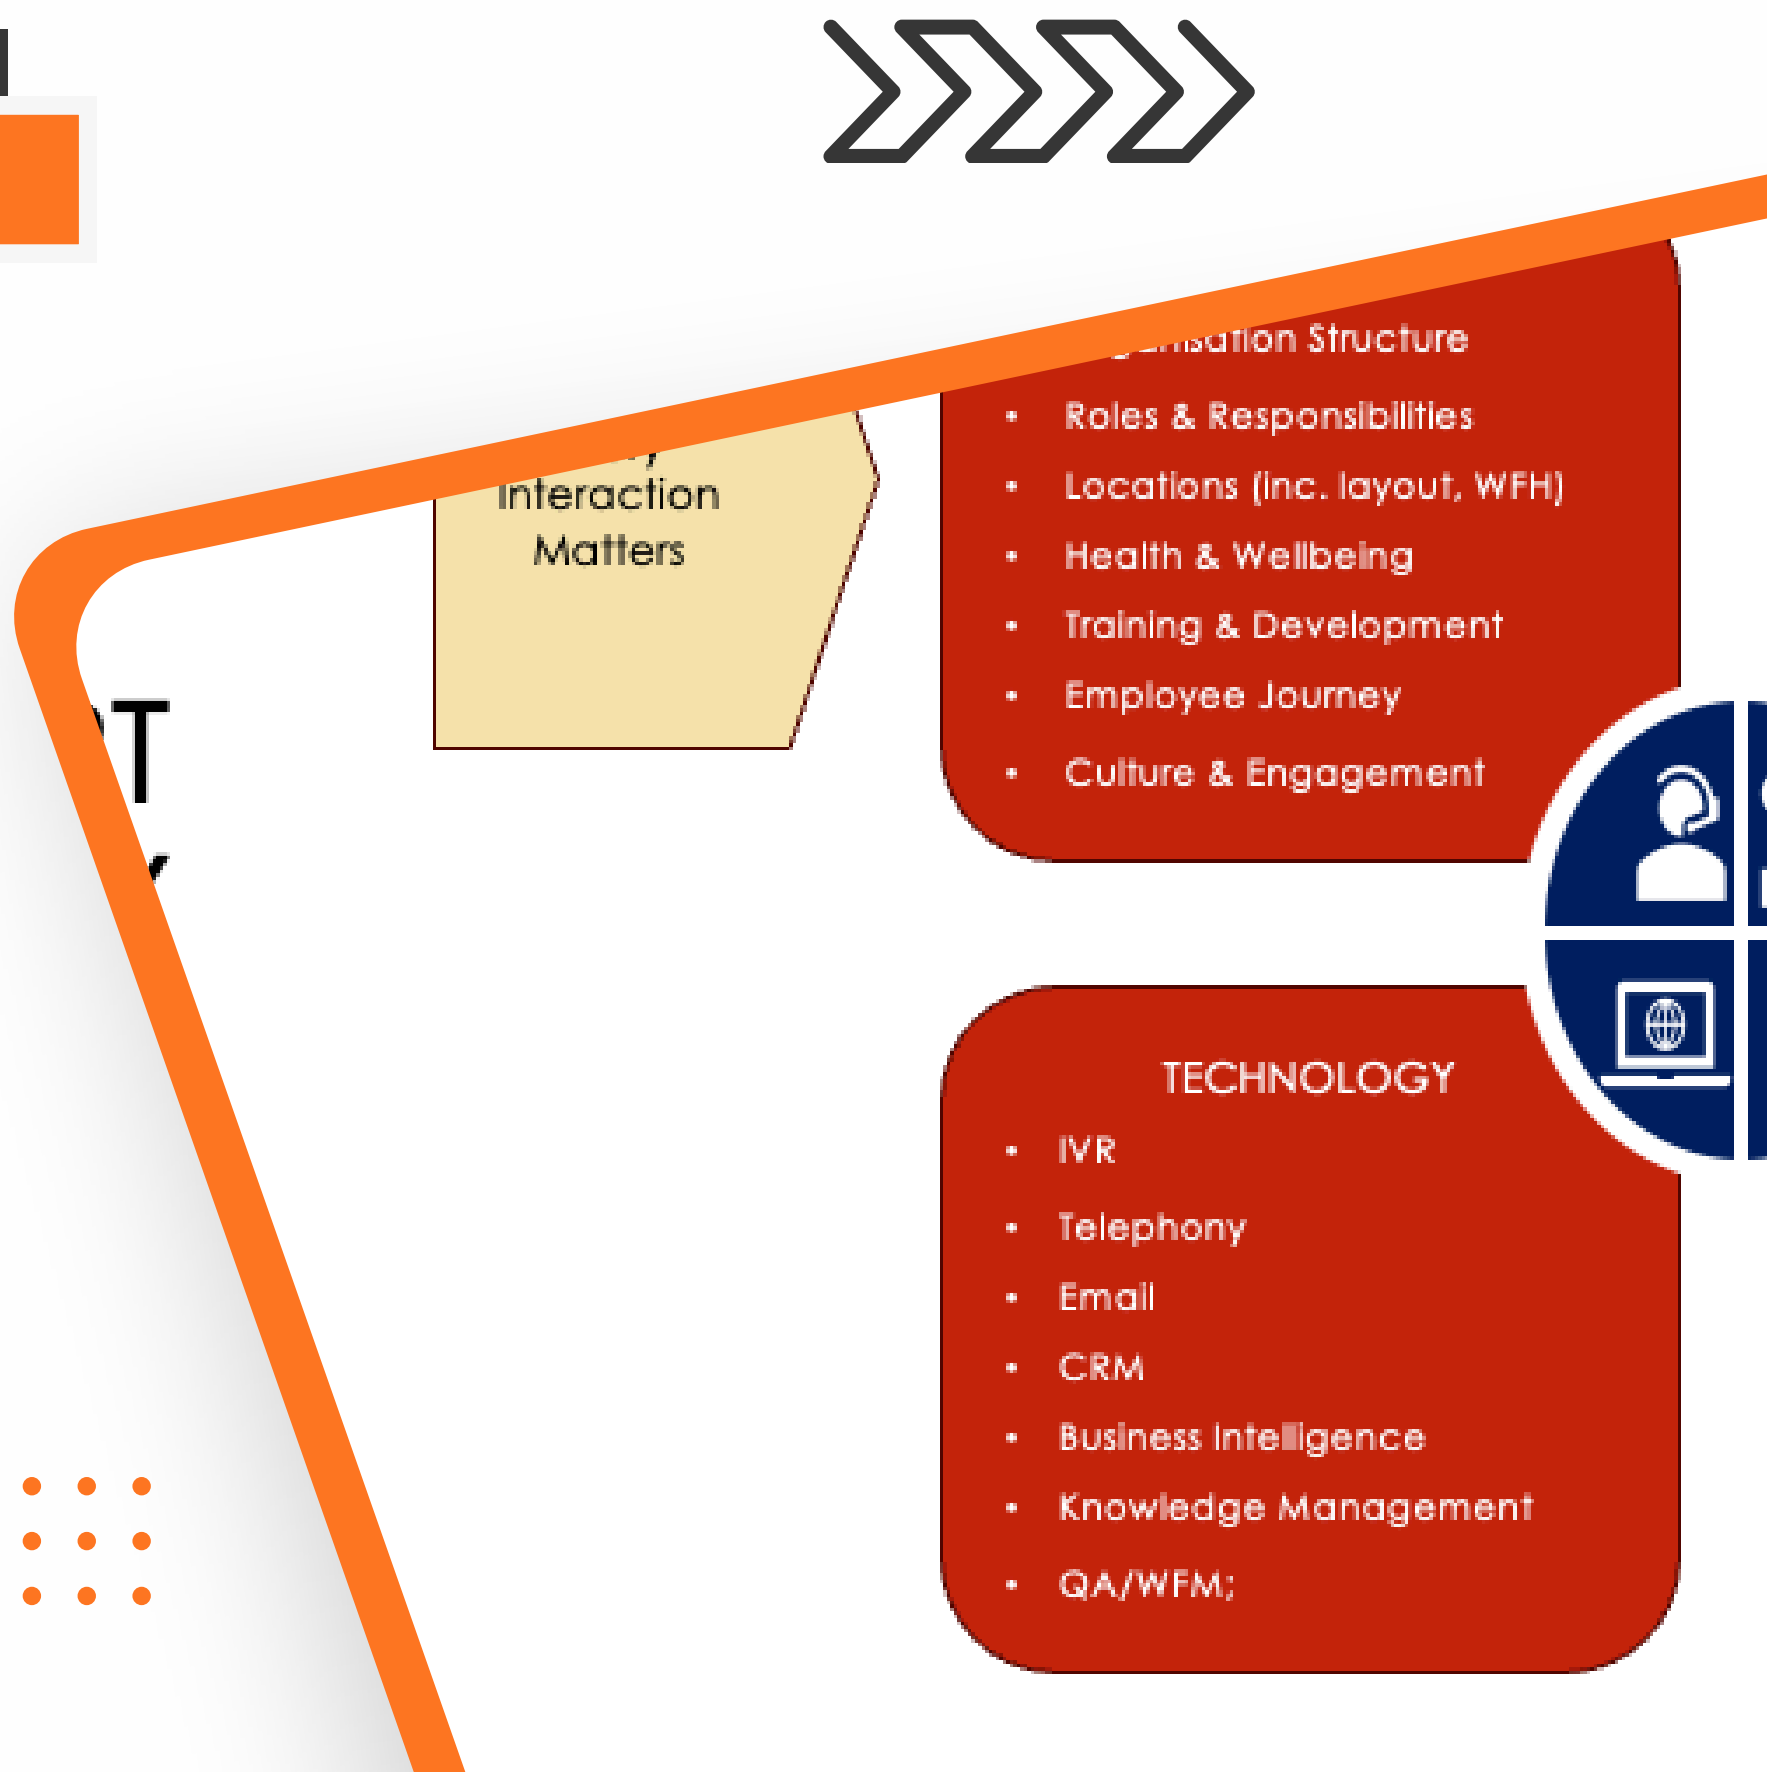 Interaction
Matters
Structure
• Roles & Responsibilities
• Locations (inc. layout, WFH)
• Health & Wellbeing
• Training & Development
• Employee Journey
• Culture & Engagement
TECHNOLOGY
• IVR
• Telephony
• Email
• CRM
• Business Intelligence
• Knowledge Management
• QA/WFM;